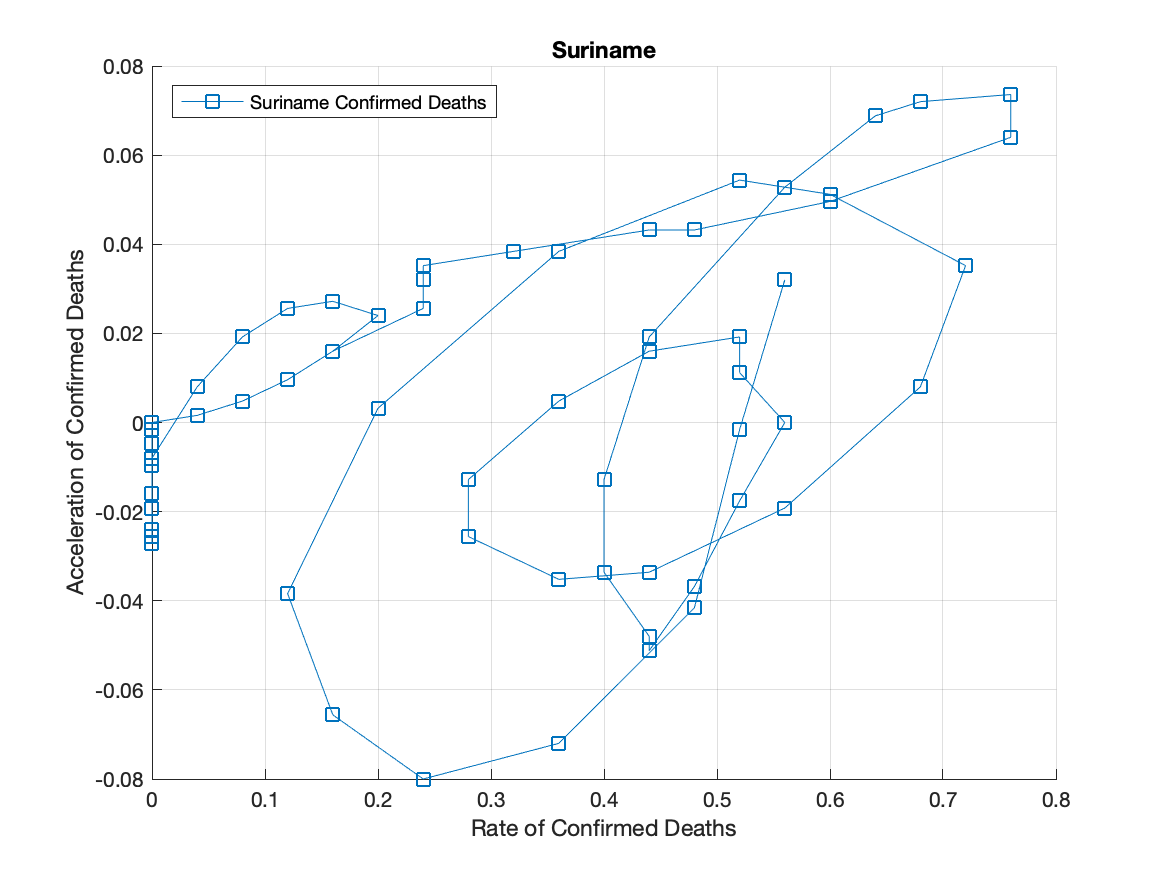 Suriname
Suriname Confirmed Deaths
0.08
0.06
0.04
0.02
0
-0.02
-0.04
-0.06
-0.08
Acceleration of Confirmed Deaths
0 0.1 0.2 0.3 0.4 0.5 0.6 0.7 0.8
Rate of Confirmed Deaths